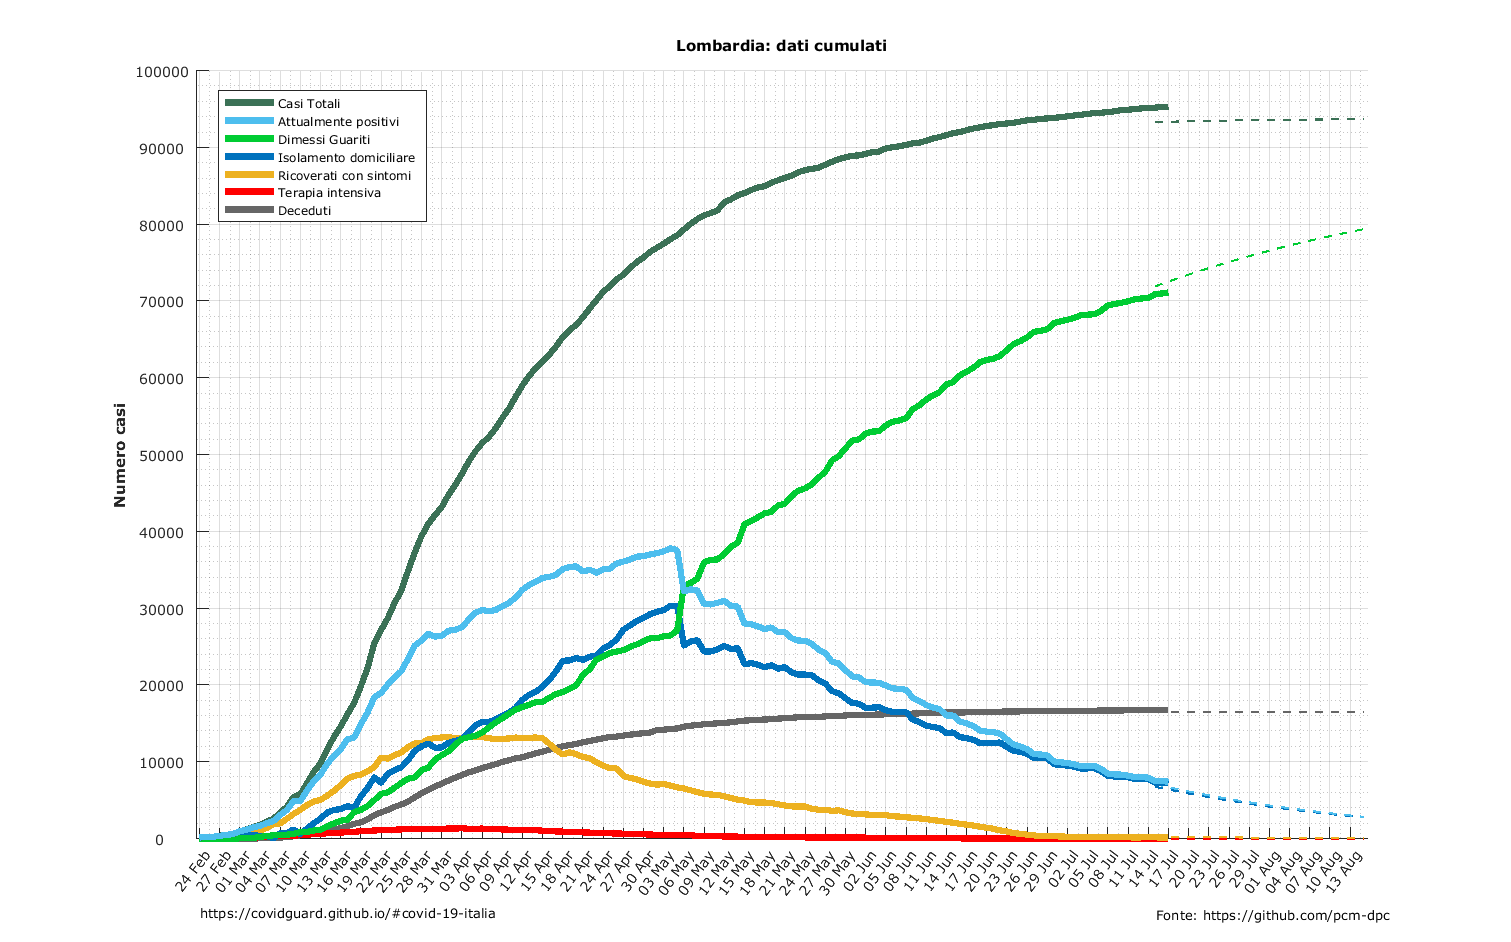 Lombardia: dati cumulati
100000
90000
80000
70000
60000
50000
40000
30000
20000
10000
0
Numero casi
Casi Totali
Attualmente positivi
Dimessi Guariti
Isolamento domiciliare
Ricoverati con sintomi
Terapia intensiva
Deceduti
24 Feb
27 Feb
01 Mar
04 Mar
07 Mar
10 Mar
13 Mar
16 Mar
19 Mar
22 Mar
25 Mar
28 Mar
31 Mar
03 Apr
06 Apr
09 Apr
12 Apr
15 Apr
18 Apr
21 Apr
24 Apr
27 Apr
30 Apr
03 May
06 May
09 May
12 May
15 May
18 May
21 May
24 May
27 May
30 May
02 Jun
05 Jun
08 Jun
11 Jun
14 Jun
17 Jun
20 Jun
23 Jun
26 Jun
29 Jun
02 Jul
05 Jul
08 Jul
11 Jul
14 Jul
17 Jul
20 Jul
23 Jul
26 Jul
29 Jul
01 Aug
04 Aug
07 Aug
10 Aug
13 Aug
https://covidguard.github.io/#covid-19-italia
Fonte: https://github.com/pcm-dpc